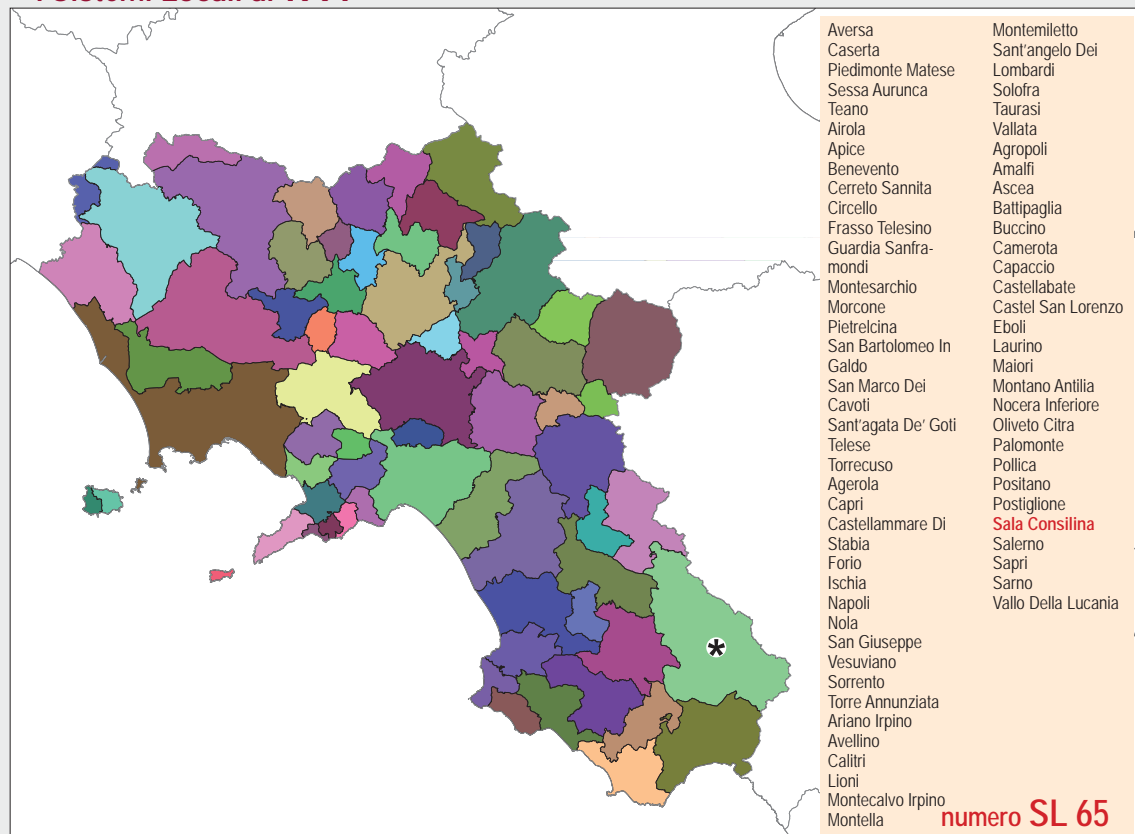 Aversa
Caserta
Piedimonte Matese
Sessa Aurunca
Teano
Airola
Apice
Benevento
Cerreto Sannita
Circello
Frasso Telesino
Guardia Sanfra-
mondi
Montesarchio
Morcone
Pietrelcina
San Bartolomeo In
Galdo
San Marco Dei
Cavoti
Sant'agata De' Goti
Telese
Torrecuso
Agerola
Capri
Castellammare Di
Stabia
Forio
Ischia
Napoli
Nola
San Giuseppe
Vesuviano
Sorrento
Torre Annunziata
Ariano Irpino
Avellino
Calitri
Lioni
Montecalvo Irpino
Montella
Montemiletto
Sant'angelo Dei
Lombardi
Solofra
Taurasi
Vallata
Agropoli
Amalfi
Ascea
Battipaglia
Buccino
Camerota
Capaccio
Castellabate
Castel San Lorenzo
Eboli
Laurino
Maiori
Montano Antilia
Nocera Inferiore
Oliveto Citra
Palomonte
Pollica
Positano
Postiglione
Sala Consilina
Salerno
Sapri
Sarno
Vallo Della Lucania
numero SL 65
*